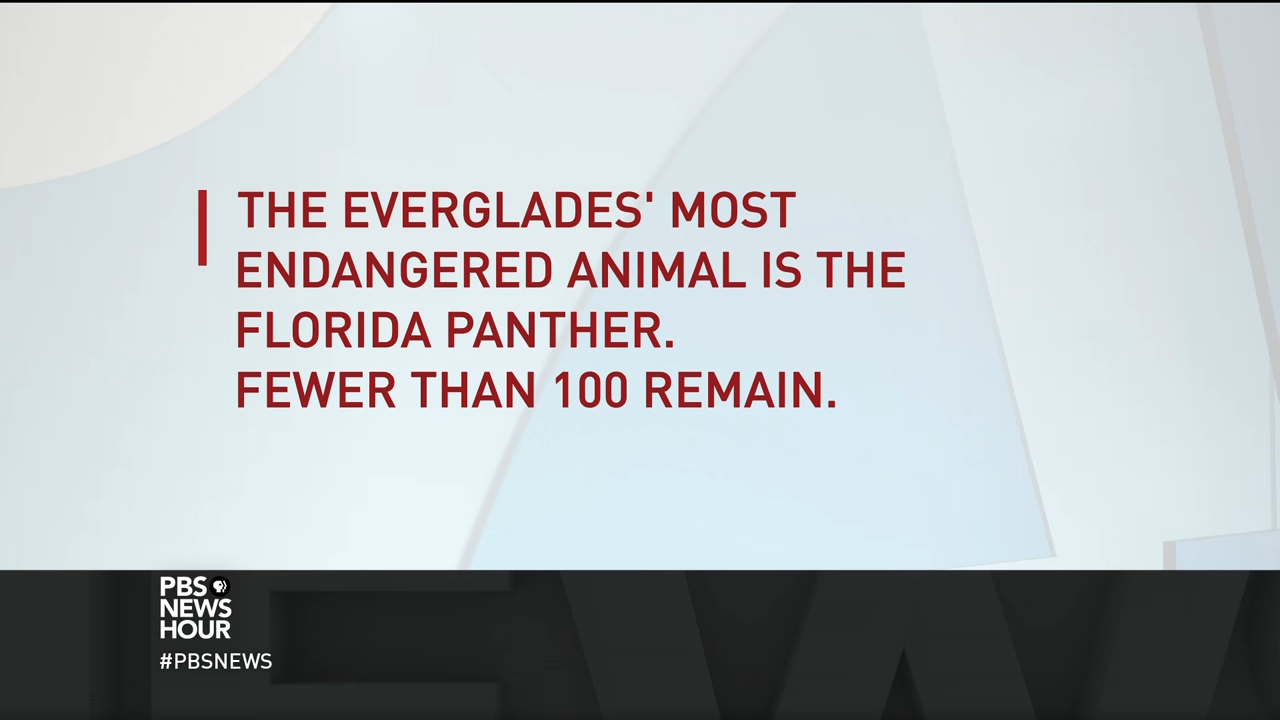 THE EVERGLADES' MOST
ENDANGERED ANIMAL IS THE
FLORIDA PANTHER.
FEWER THAN 100 REMAIN.
PBS
NEWS
HOUR
#PBSNEWS